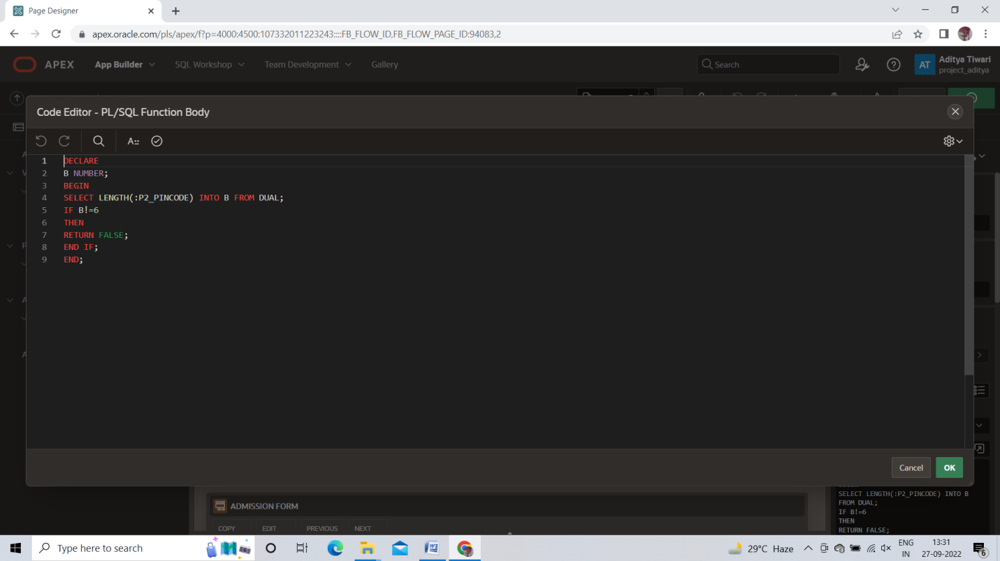 Page Designer
apex.oracle.com/pls/apex/f?p=4000:4500:107332011223243::::FB_FLOW_ID,FB_FLOW_PAGE_ID:94083,2
APEX App Builder SQL Workshop Team Development Gallery Search AT Aditya Tiwari
project_aditya
Code Editor - PL/SQL Function Body
1 DECLARE
2 B NUMBER;
3 BEGIN
4 SELECT LENGTH(:P2_PINCODE) INTO B FROM DUAL;
5 IF B!=6
6 THEN
7 RETURN FALSE;
8 END IF;
9 END;
Cancel OK
ADMISSION FORM
COPY EDIT PREVIOUS NEXT
SELECT LENGTH(:P2_PINCODE) INTO B
FROM DUAL;
IF B!=6
THEN
RETURN FALSE;
Type here to search
29°C Haze
ENG
IN
13:31
27-09-2022
6